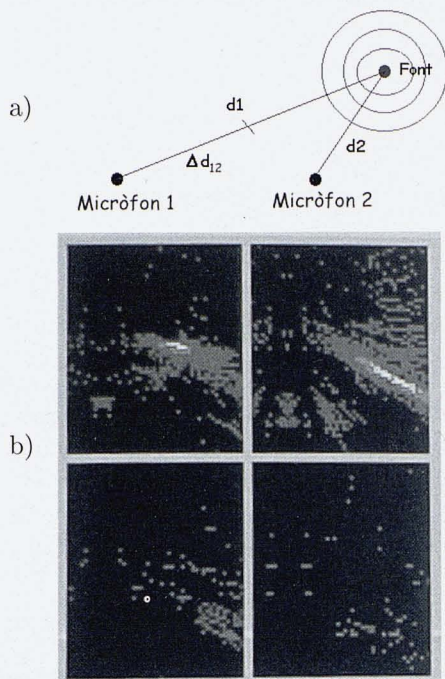 a)
Font
d1
d2
Δd₁₂
Micròfon 1
Micròfon 2
b)